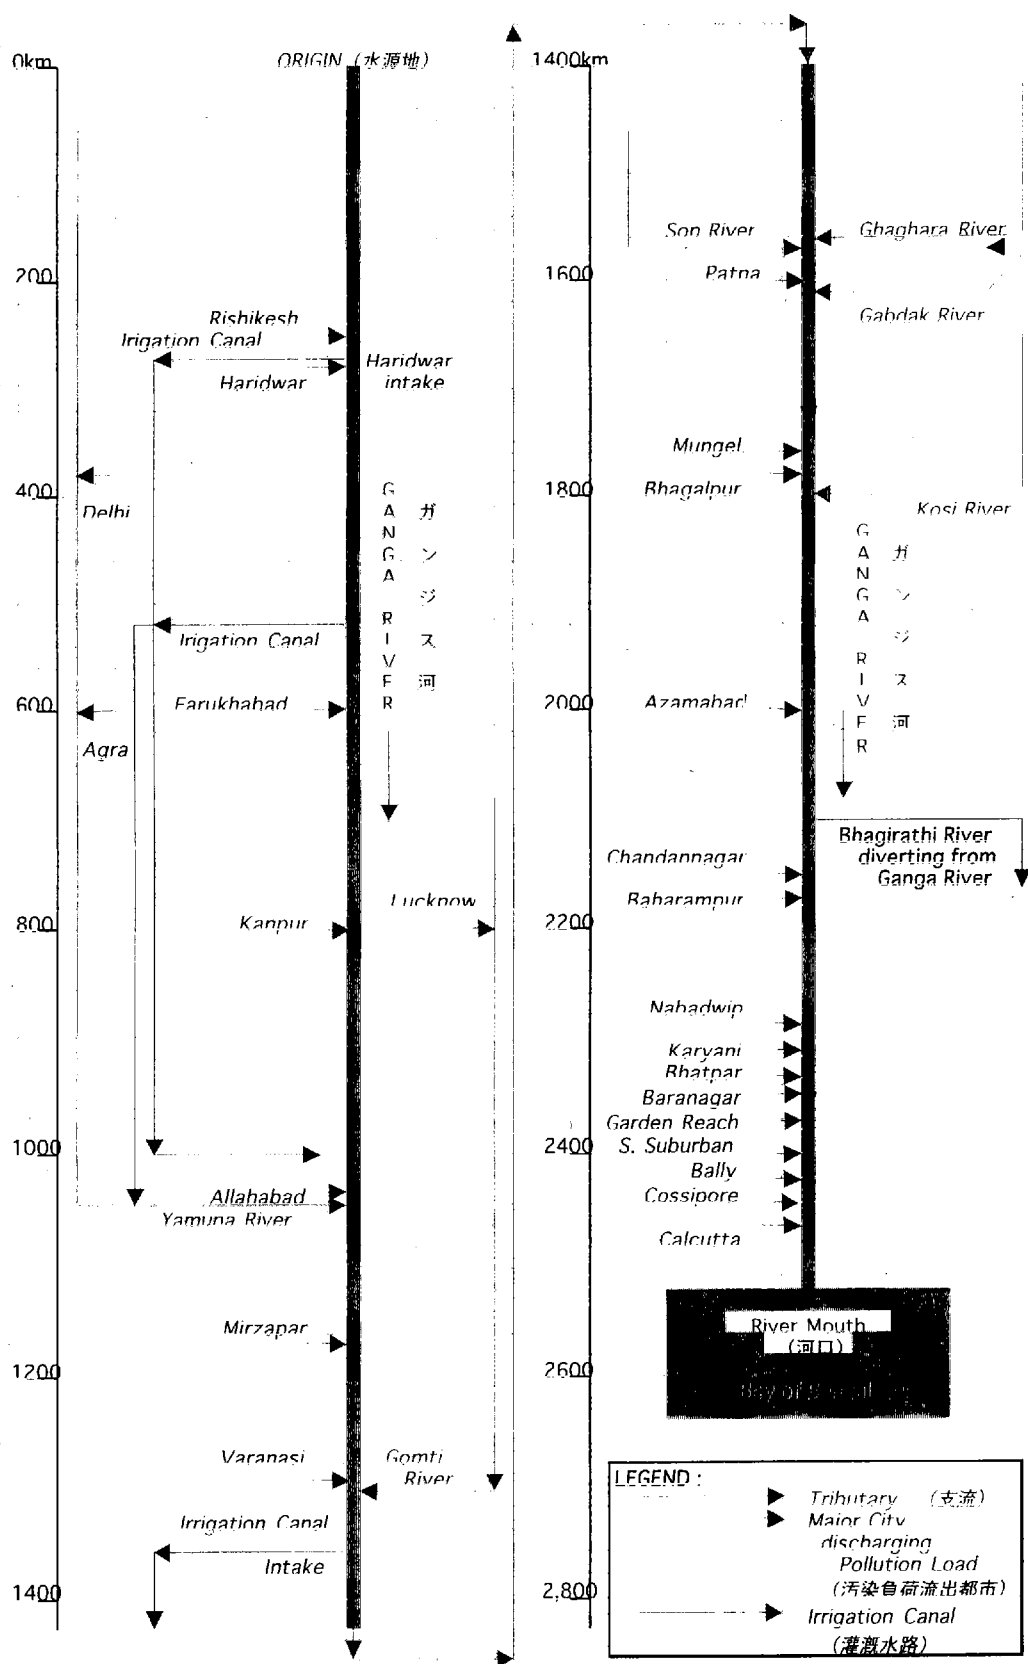 0km
ORIGIN (水源地)
200
Rishikesh
Irigation Canal
Haridwar
intake
Haridwar
400
Delhi
GANGA RIVER
ガンジス河
Irigation Canal
600
Farukhabad
Agra
Lucknow
800
Kanpur
1000
Allahabad
Yamuna River
Mirzapar
1200
Varanasi
Gomti
River
Irrigation Canal
Intake
1400
1400km
Son River
Ghaghara River
Patna
1600
Gabdak River
Mungel
Bhagalpur
1800
Kosi River
GANGA RIVER
ガンジス河
Azamabad
2000
Bhagirathi River
diverting from
Ganga River
Chandannagar
Baharampur
2200
Nabadwip
Karyani
Bhatpar
Baranagar
Garden Reach
2400
S. Suburban
Bally
Cossipore
Calcutta
River Mouth
(河口)
2600
Bay of
LEGEND :
Tributary (支流)
Major City
discharging
Pollution Load
(汚染負荷流出都市)
2,800
Irrigation Canal
(灌漑水路)